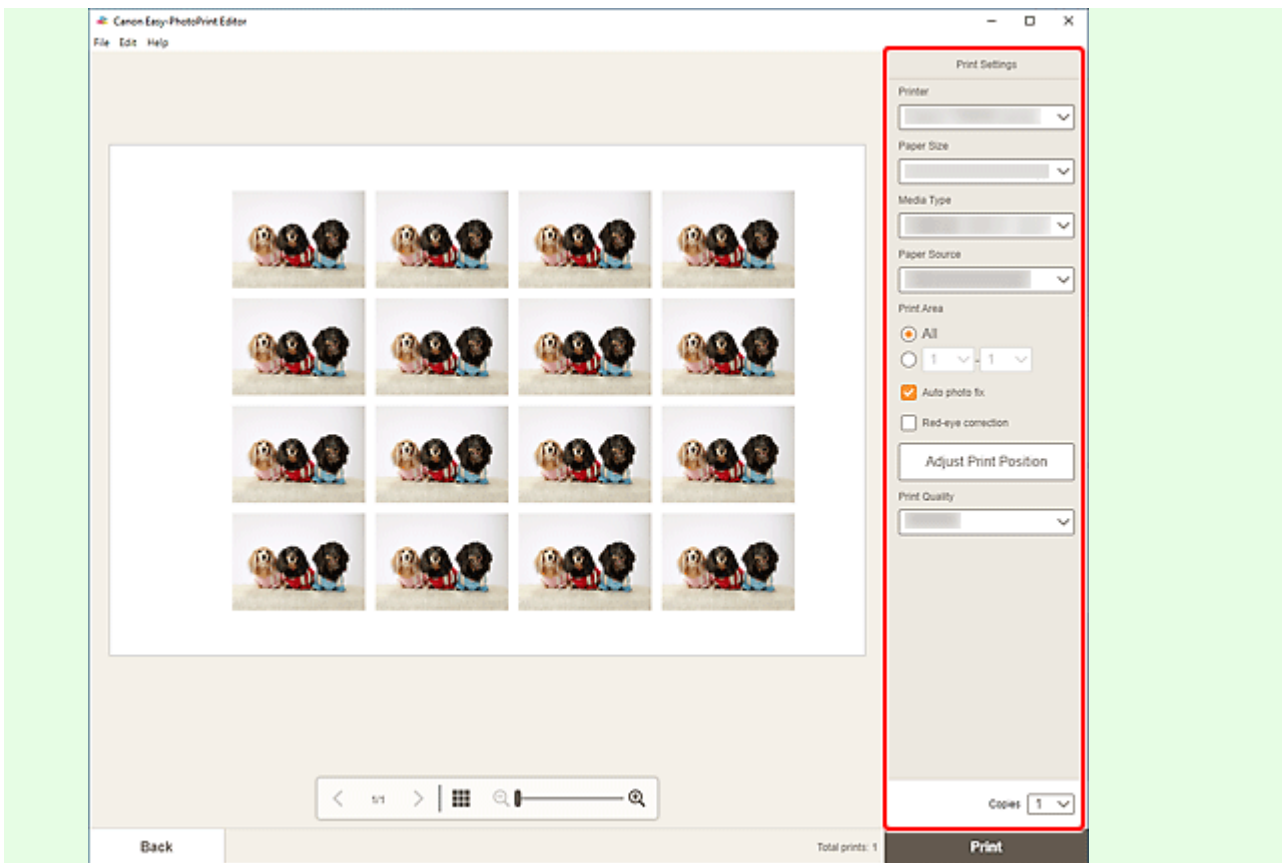 Canon Easy-PhotoPrint Editor
File Edit Help
Print Settings
Printer
Paper Size
Media Type
Paper Source
Print Area
All
1 - 1
Auto photo fix
Red-eye correction
Adjust Print Position
Print Quality
1/1
Copies 1
Back
Total prints: 1
Print